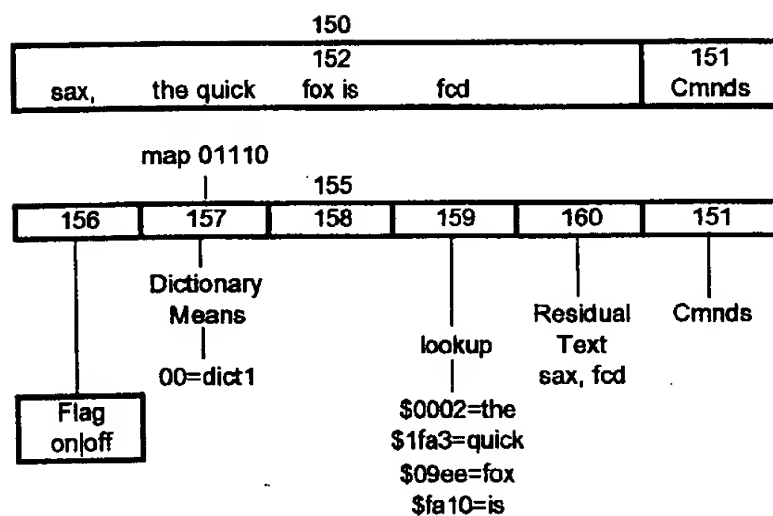 150
152
151
sax, the quick fox is fcd
Cmnds
map 01110
155
156 157 158 159 160 151
Dictionary
Means
00=dict1
Flag
on|off
lookup
$0002=the
$1fa3=quick
$09ee=fox
$fa10=is
Residual
Text
sax, fcd
Cmnds